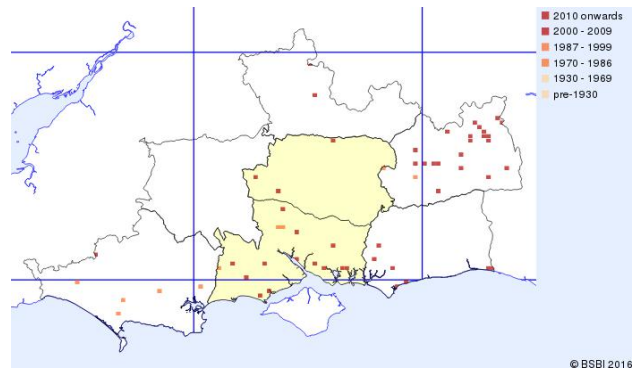 2010 onwards
2000 - 2009
1987 - 1999
1970 - 1986
1930 - 1969
pre-1930
© BSBI 2016